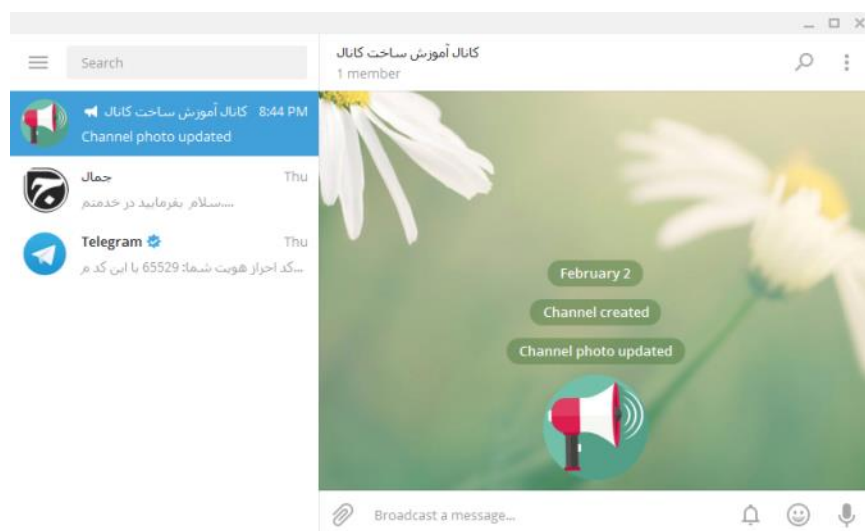 Search
کانال آموزش ساخت کانال 8:44 PM
Channel photo updated
جمال Thu
سلام بفرمایید در خدمتم....
Telegram Thu
کد احراز هویت شما: 65529 با این کد م...
کانال آموزش ساخت کانال
1 member
February 2
Channel created
Channel photo updated
Broadcast a message...